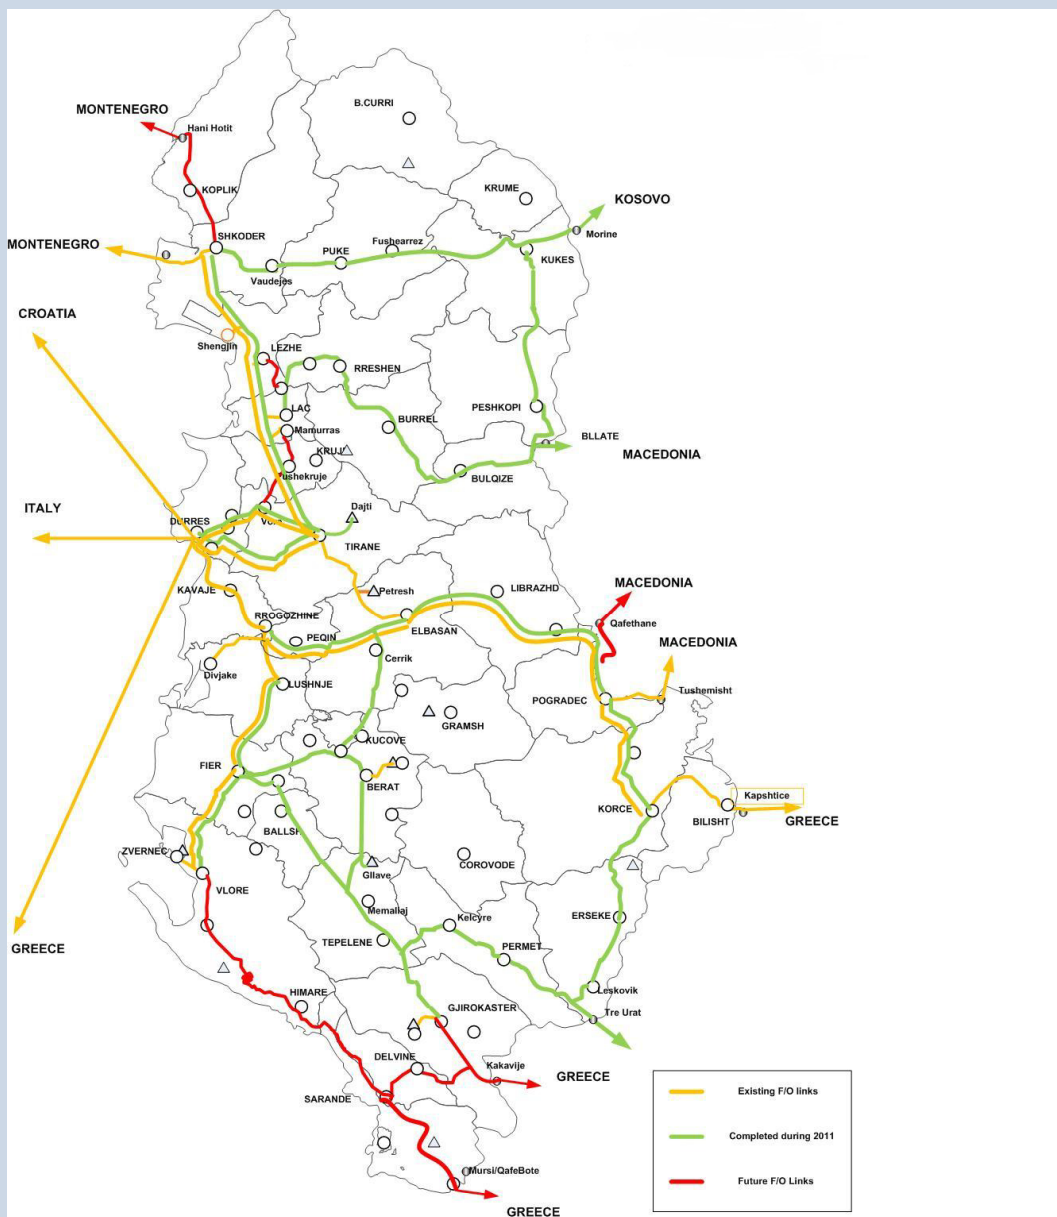 B.CURRI
MONTENEGRO
Hani Hotit
KOPLIK
KRUME
KOSOVO
Morine
SHKODER
MONTENEGRO
Fushearrez
PUKE
KUKES
Vaudejes
CROATIA
Shengjin
LEZHE
RRESHEN
LAC
PESHKOPI
BURREL
Mamurras
BLLATE
MACEDONIA
BULQIZE
ITALY
Dajti
DURRES
TIRANE
KAVAJE
Petresh
LIBRAZHD
MACEDONIA
RROGOZHINE
Qafethane
ELBASAN
PEQIN
MACEDONIA
Cerrik
Divjake
LUSHNJE
POGRADEC
Tushemisht
GRAMSH
KUCOVE
FIER
BERAT
Kapshtice
KORCE
BILISHT
GREECE
BALLSH
ZVERNEC
COROVODE
Gllave
VLORE
Memaliaj
Kelcyre
ERSEKE
TEPELENE
PERMET
GREECE
Leskovik
HIMARE
GJIROKASTER
Tre Urat
DELVINE
Kakavije
GREECE
SARANDE
Mursi/QafeBote
GREECE
Existing F/O links
Completed during 2011
Future F/O Links